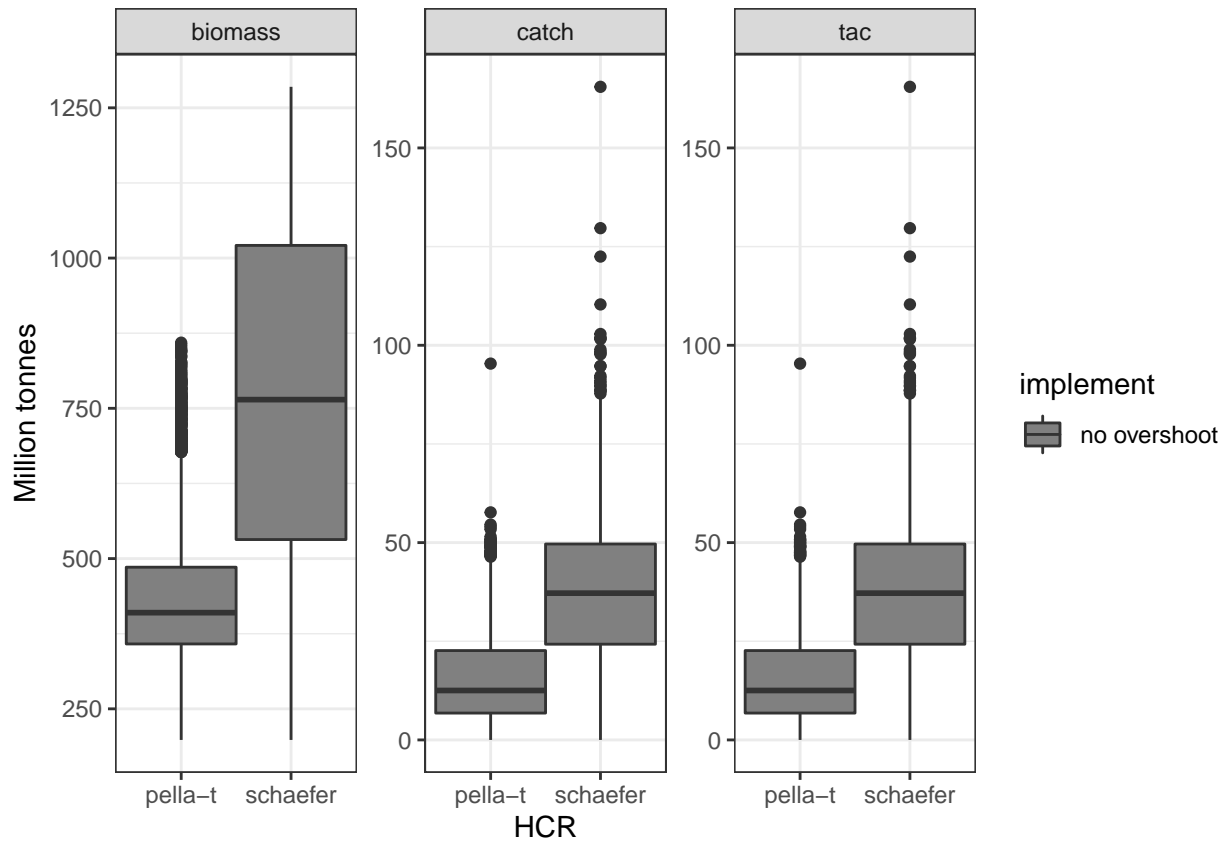 biomass catch tac
Million tonnes
1250
1000
750
500
250
150
100
50
0
150
100
50
0
pella−t schaefer pella−t schaefer pella−t schaefer
HCR
implement
no overshoot